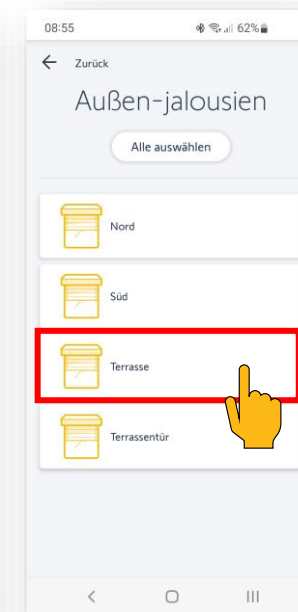 08:55 62%
Zurück
Außen-jalousien
Alle auswählen
Nord
Süd
Terrasse
Terrassentür